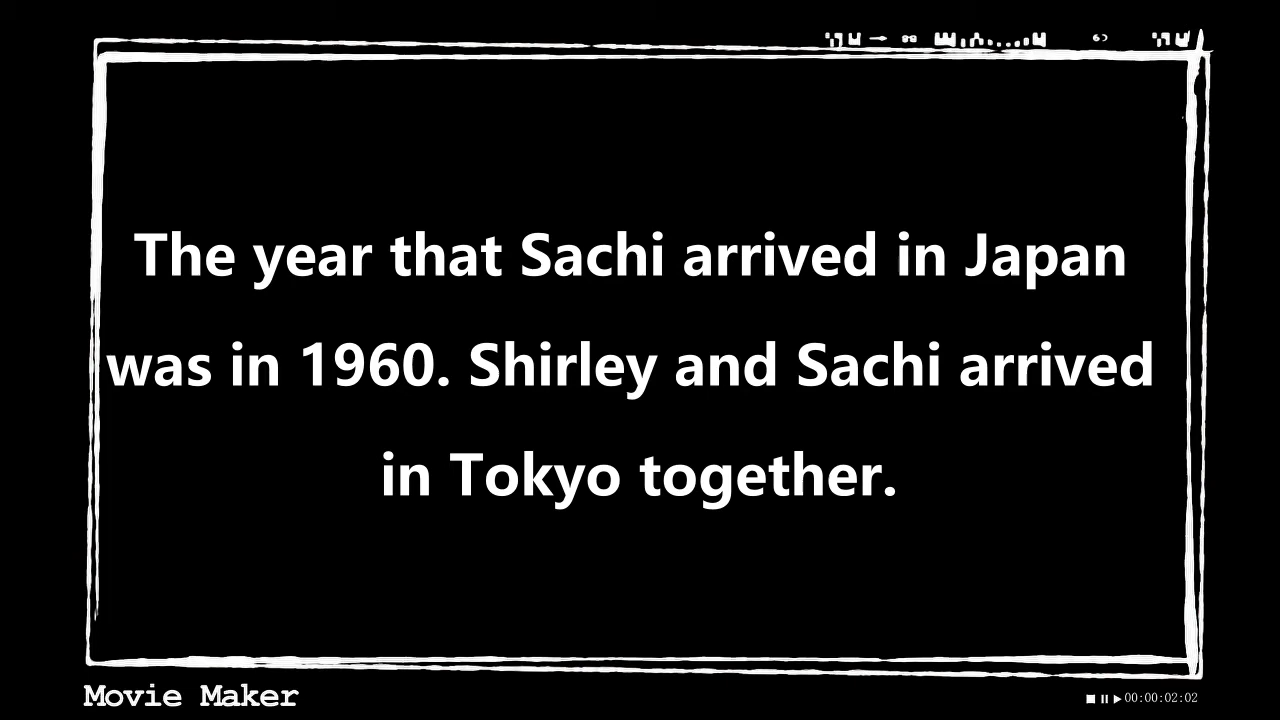 The year that Sachi arrived in Japan
was in 1960. Shirley and Sachi arrived
in Tokyo together.
Movie Maker
00:00:02:02